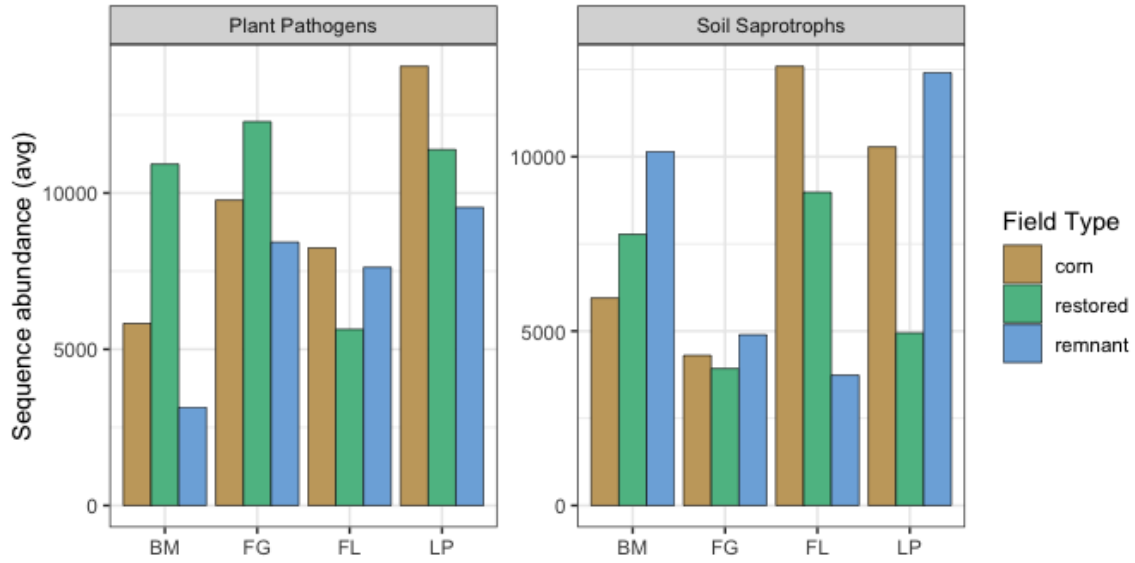 Plant Pathogens
Soil Saprotrophs
Sequence abundance (avg)
10000
5000
0
BM FG FL LP
10000
5000
0
BM FG FL LP
Field Type
corn
restored
remnant